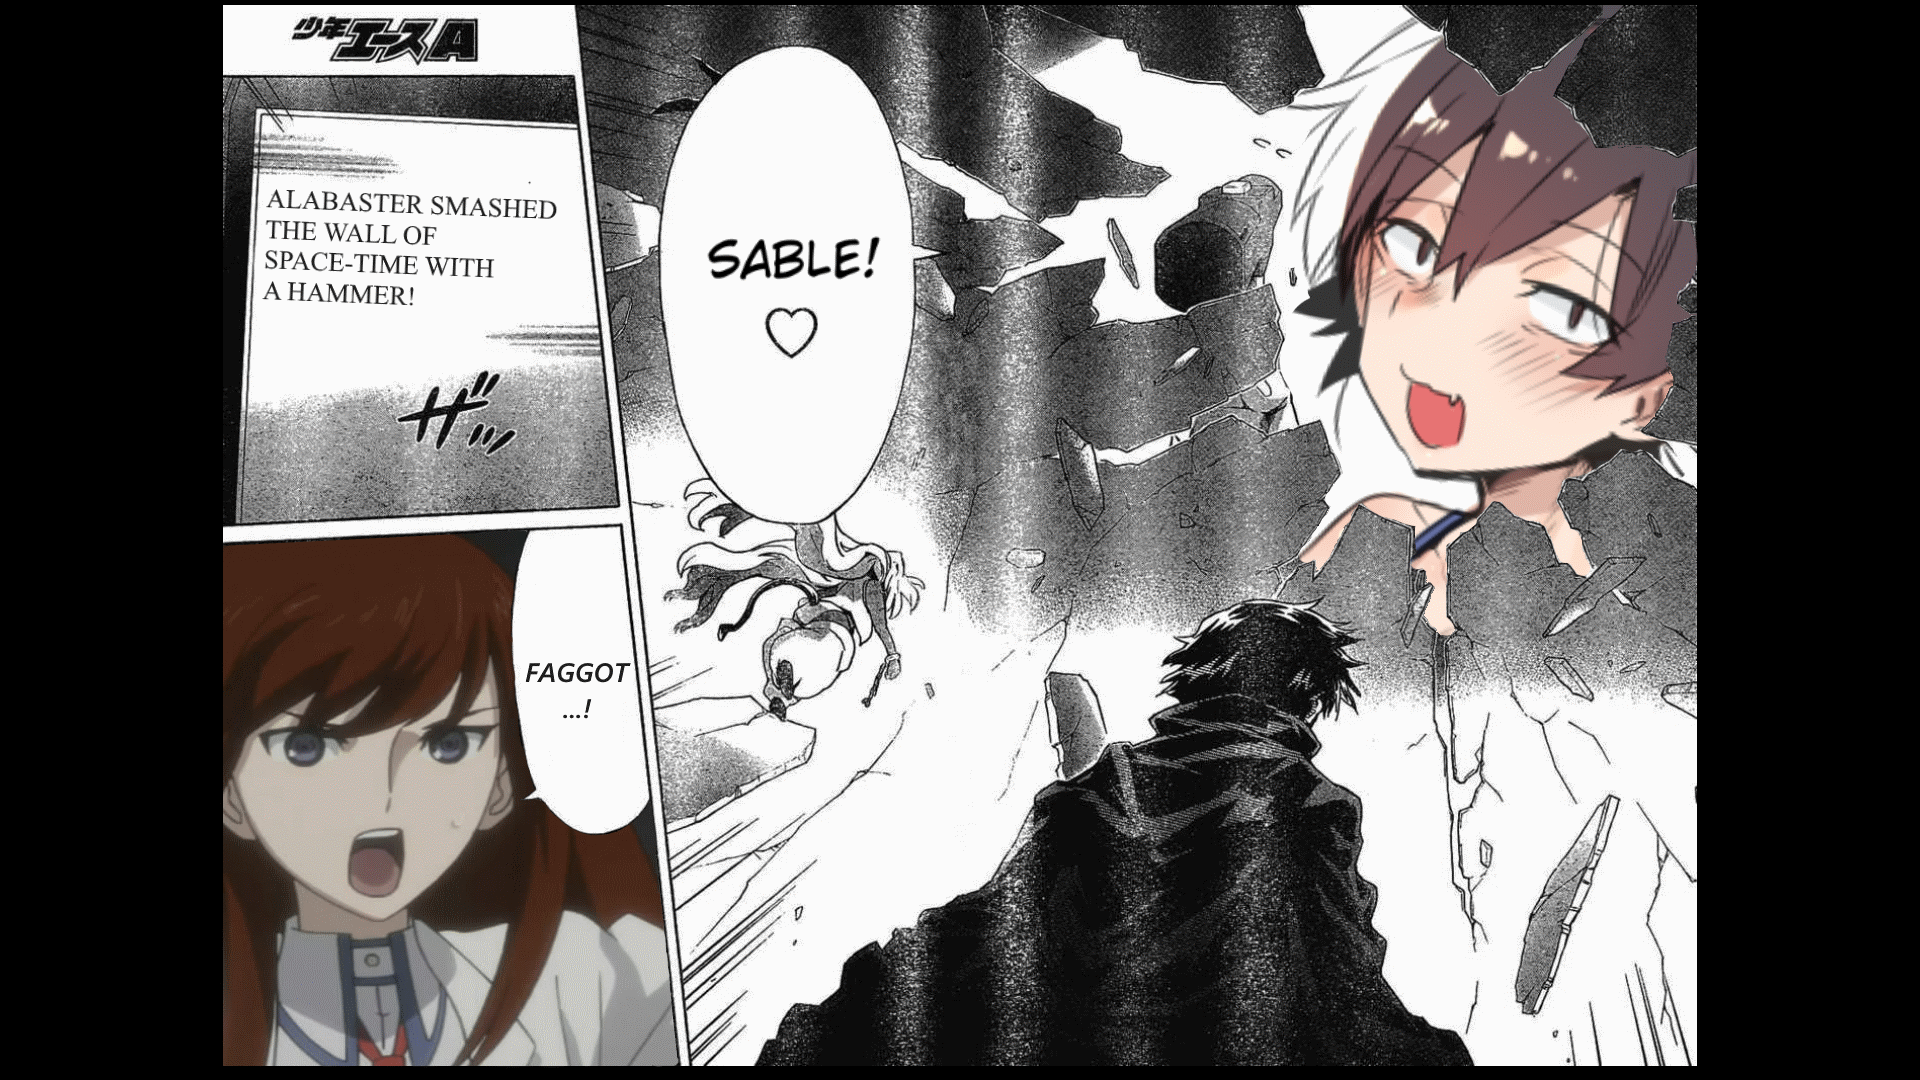 少年エースA
ALABASTER SMASHED
THE WALL OF
SPACE-TIME WITH
A HAMMER!
ザッ
SABLE!
♡
FAGGOT
...!